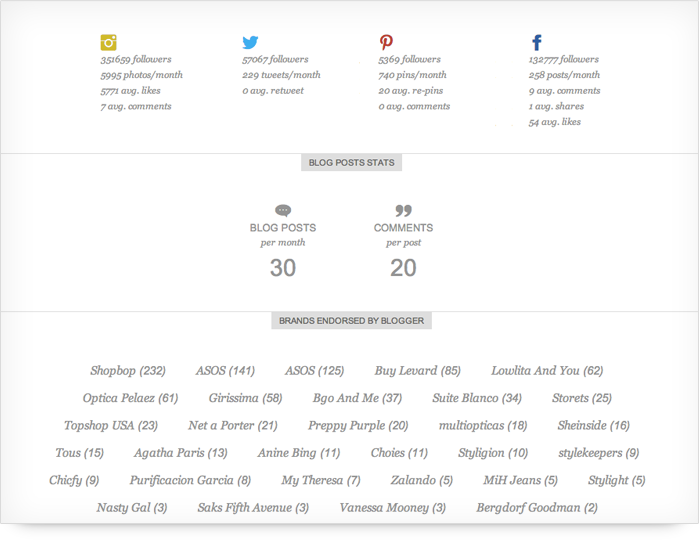 351659 followers
5995 photos/month
5771 avg. likes
7 avg. comments
57067 followers
229 tweets/month
0 avg. retweet
5369 followers
740 pins/month
20 avg. re-pins
0 avg. comments
132777 followers
258 posts/month
9 avg. comments
1 avg. shares
54 avg. likes
BLOG POSTS STATS
BLOG POSTS
per month
30
COMMENTS
per post
20
BRANDS ENDORSED BY BLOGGER
Shopbop (232) ASOS (141) ASOS (125) Buy Levard (85) Lowlita And You (62)
Optica Pelaez (61) Girissima (58) Bgo And Me (37) Suite Blanco (34) Storets (25)
Topshop USA (23) Net a Porter (21) Preppy Purple (20) multiopticas (18) Sheinside (16)
Tous (15) Agatha Paris (13) Anine Bing (11) Choies (11) Styligion (10) stylekeepers (9)
Chicfy (9) Purificacion Garcia (8) My Theresa (7) Zalando (5) MiH Jeans (5) Stylight (5)
Nasty Gal (3) Saks Fifth Avenue (3) Vanessa Mooney (3) Bergdorf Goodman (2)